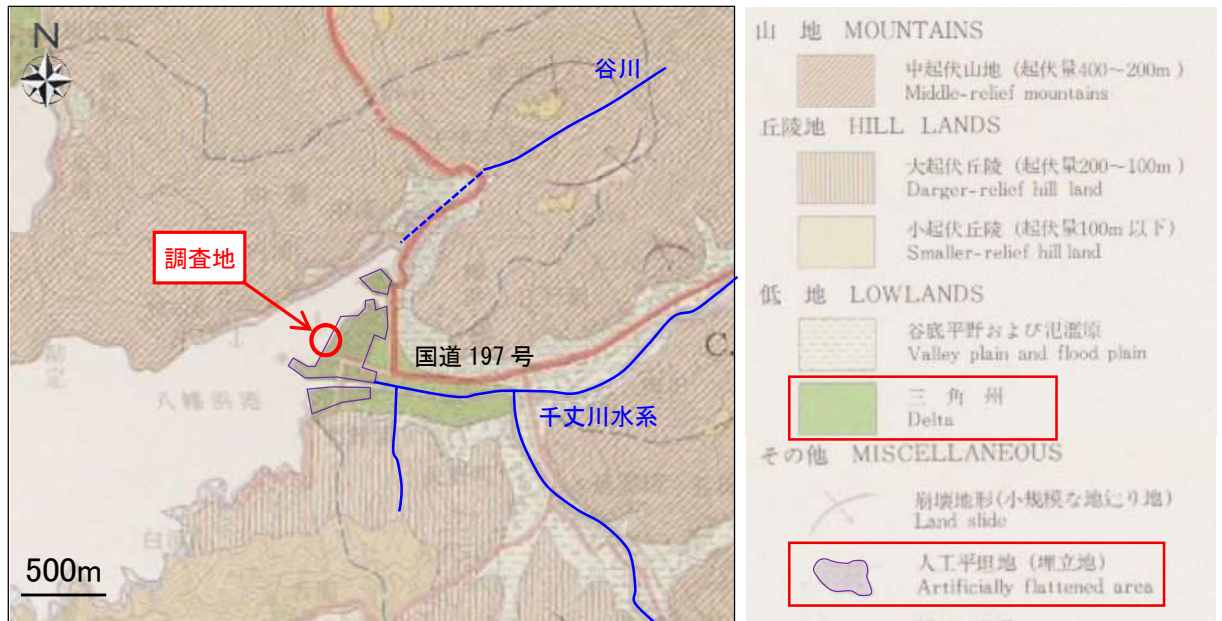 N
谷川
調査地
国道 197 号
C.
八幡浜港
千丈川水系
500m
山 地 MOUNTAINS
中起伏山地 (起伏量400～200m)
Middle-relief mountains
丘陵地 HILL LANDS
大起伏丘陵 (起伏量200～100m)
Darger-relief hill land
小起伏丘陵 (起伏量100m 以下)
Smaller-relief hill land
低 地 LOWLANDS
谷底平野および氾濫原
Valley plain and flood plain
三 角 州
Delta
その他 MISCELLANEOUS
崩壊地形(小規模な地辷り地)
Land slide
人工平坦地 (埋立地)
Artificially flattened area